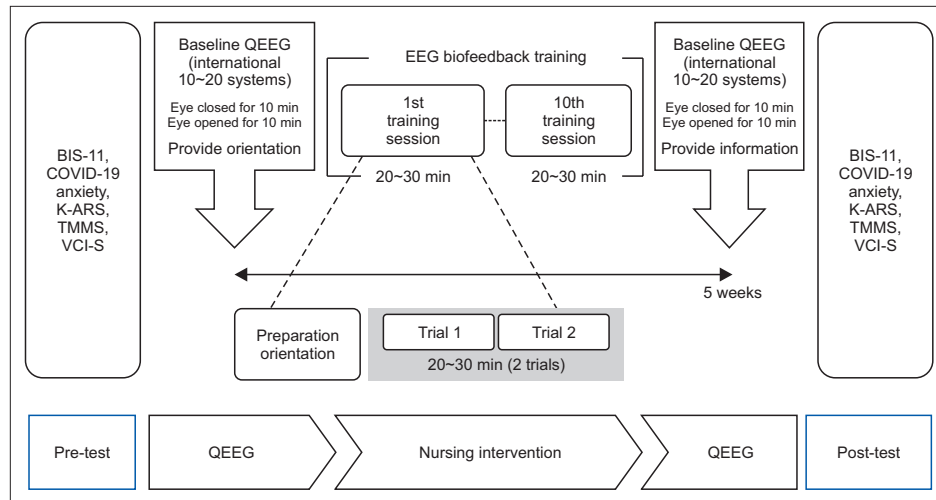 BIS-11,
COVID-19
anxiety,
K-ARS,
TMMS,
VCI-S
Baseline QEEG
(international
10~20 systems)
Eye closed for 10 min
Eye opened for 10 min
Provide orientation
EEG biofeedback training
1st
training
session
10th
training
session
20~30 min
20~30 min
Baseline QEEG
(international
10~20 systems)
Eye closed for 10 min
Eye opened for 10 min
Provide information
BIS-11,
COVID-19
anxiety,
K-ARS,
TMMS,
VCI-S
5 weeks
Preparation
orientation
Trial 1
Trial 2
20~30 min (2 trials)
Pre-test
QEEG
Nursing intervention
QEEG
Post-test